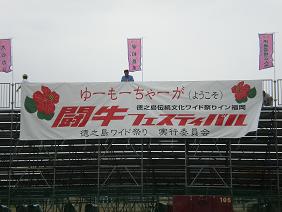 ゆーもーちゃーが(ようこそ)
徳之島伝統文化ワイド祭りイン福岡
闘牛フェスティバル
徳之島ワイド祭り 実行委員会
105